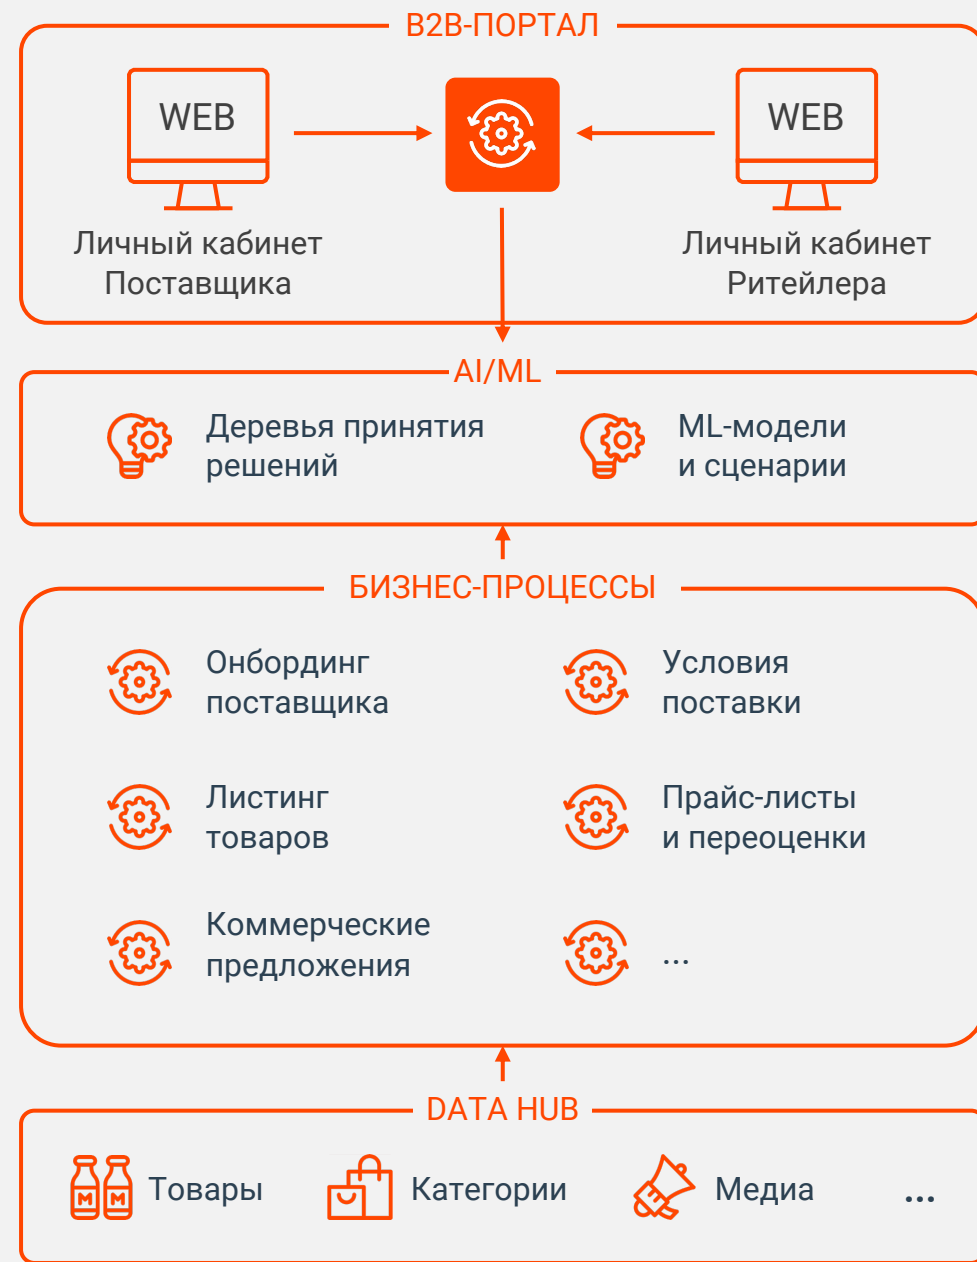 B2B-ПОРТАЛ
WEB
WEB
Личный кабинет
Поставщика
Личный кабинет
Ритейлера
AI/ML
Деревья принятия
решений
ML-модели
и сценарии
БИЗНЕС-ПРОЦЕССЫ
Онбординг
поставщика
Условия
поставки
Листинг
товаров
Прайс-листы
и переоценки
Коммерческие
предложения
...
DATA HUB
M M
Товары
Категории
Медиа
...